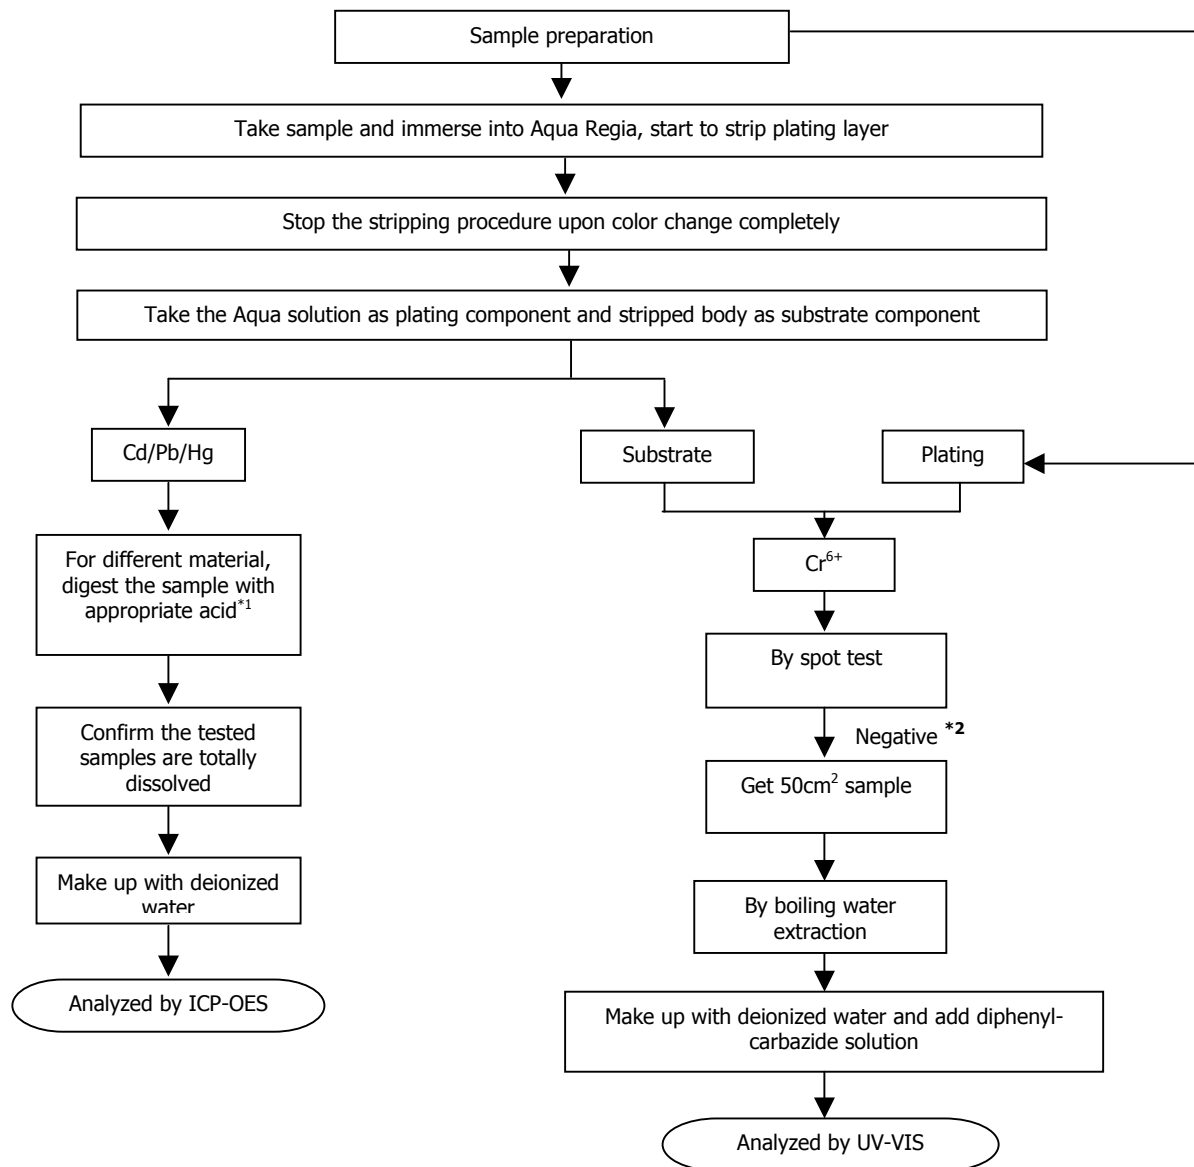 Sample preparation
Take sample and immerse into Aqua Regia, start to strip plating layer
Stop the stripping procedure upon color change completely
Take the Aqua solution as plating component and stripped body as substrate component
Cd/Pb/Hg
Substrate
Plating
For different material,
digest the sample with
appropriate acid*1
Cr6+
By spot test
Confirm the tested
samples are totally
dissolved
Negative *2
Get 50cm2 sample
Make up with deionized
water
By boiling water
extraction
Analyzed by ICP-OES
Make up with deionized water and add diphenyl-
carbazide solution
Analyzed by UV-VIS